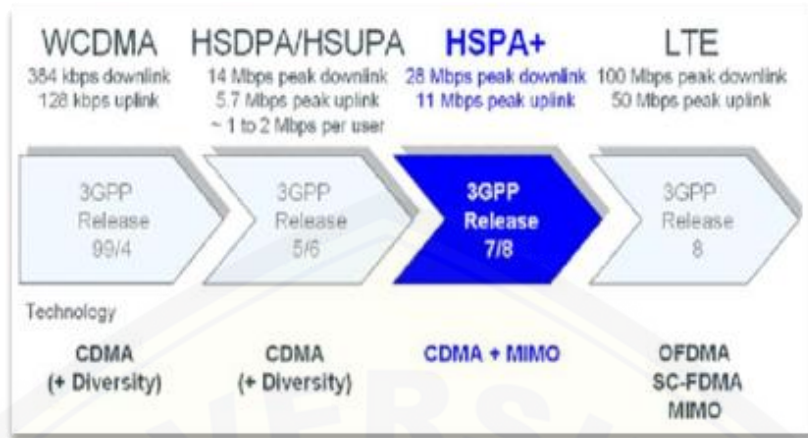 WCDMA
384 kbps downlink
128 kbps uplink
HSDPA/HSUPA
14 Mbps peak downlink
5.7 Mbps peak uplink
~ 1 to 2 Mbps per user
HSPA+
28 Mbps peak downlink
11 Mbps peak uplink
LTE
100 Mbps peak downlink
50 Mbps peak uplink
3GPP
Release
99/4
3GPP
Release
5/6
3GPP
Release
7/8
3GPP
Release
8
Technology
CDMA
(+ Diversity)
CDMA
(+ Diversity)
CDMA + MIMO
OFDMA
SC-FDMA
MIMO